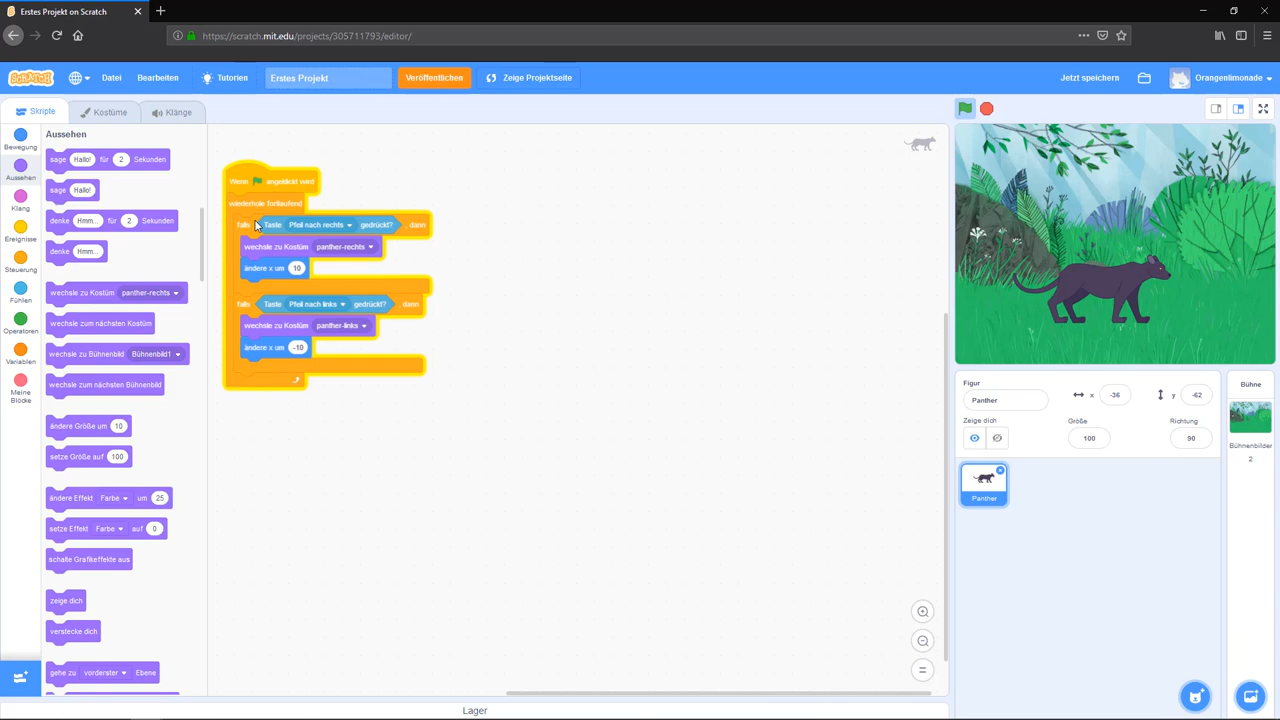 Erstes Projekt on Scratch
https://scratch.mit.edu/projects/305711793/editor/
SCRATCH Datei Bearbeiten Tutorien Erstes Projekt Veröffentlichen Zeige Projektseite Jetzt speichern Orangenlimonade
Skripte Kostüme Klänge
Bewegung
Aussehen
Klang
Ereignisse
Steuerung
Fühlen
Operatoren
Variablen
Meine
Blöcke
Aussehen
sage Hallo! für 2 Sekunden
sage Hallo!
denke Hmm... für 2 Sekunden
denke Hmm...
wechsle zu Kostüm panther-rechts
wechsle zum nächsten Kostüm
wechsle zu Bühnenbild Bühnenbild1
wechsle zum nächsten Bühnenbild
ändere Größe um 10
setze Größe auf 100
ändere Effekt Farbe um 25
setze Effekt Farbe auf 0
schalte Grafikeffekte aus
zeige dich
verstecke dich
gehe zu vorderster Ebene
Wenn angeklickt wird
wiederhole fortlaufend
falls Taste Pfeil nach rechts gedrückt? dann
wechsle zu Kostüm panther-rechts
ändere x um 10
falls Taste Pfeil nach links gedrückt? dann
wechsle zu Kostüm panther-links
ändere x um -10
Figur
Panther x -36 y -62
Zeige dich Größe Richtung
100 90
Panther
Bühne
Bühnenbilder
2
Lager